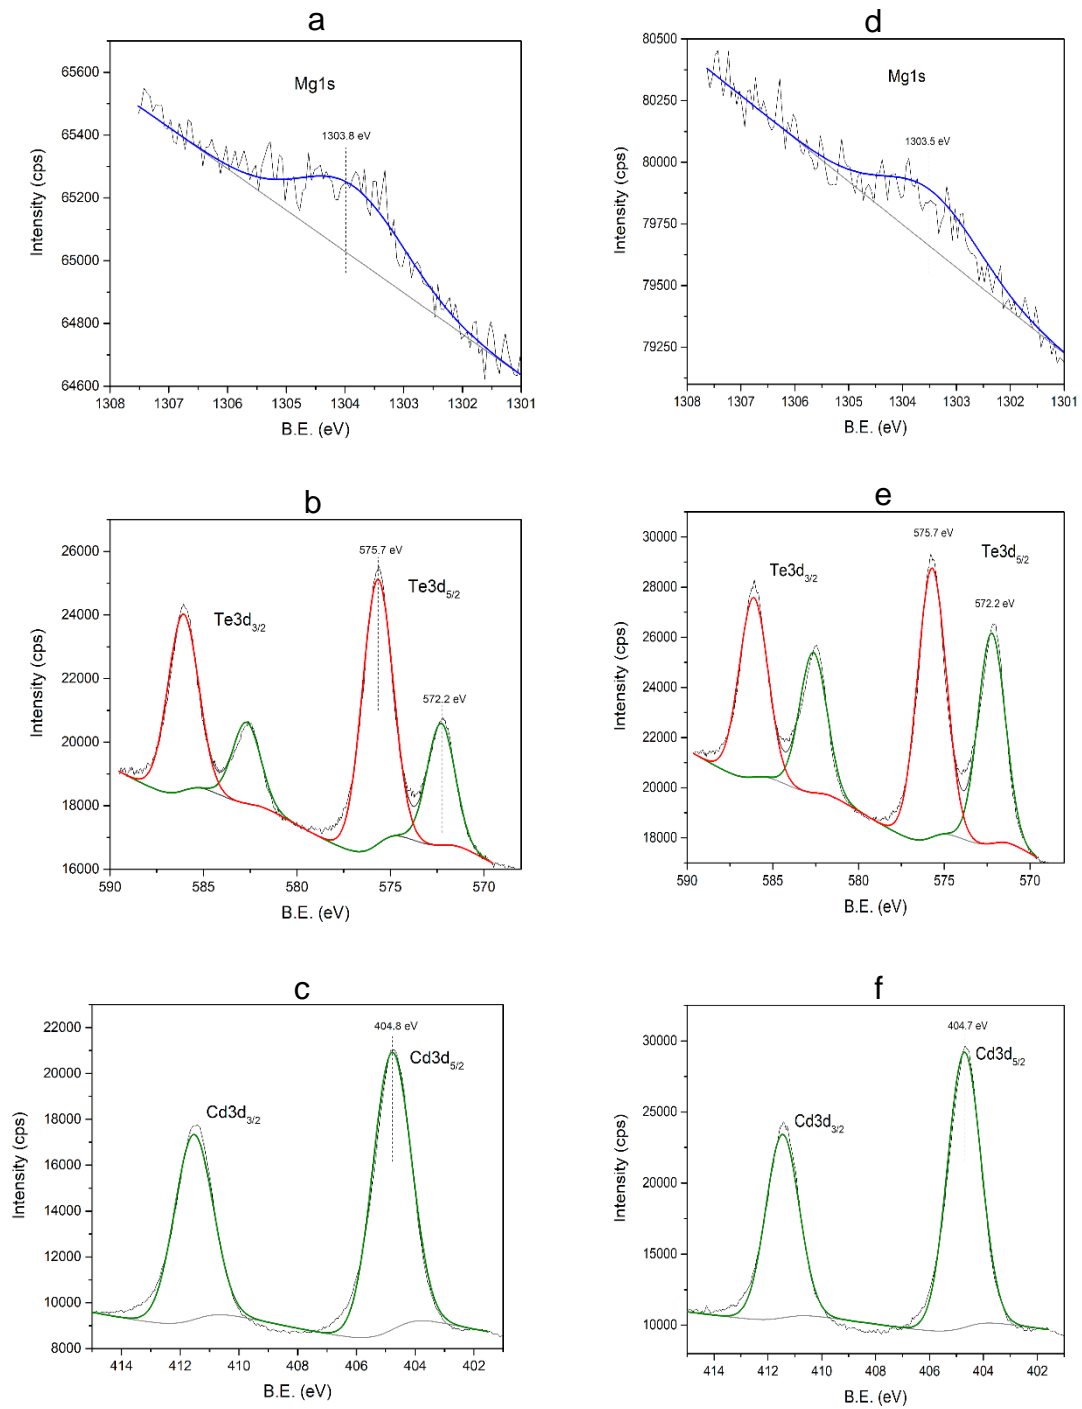 a
65600
65400
65200
65000
64800
64600
Intensity (cps)
Mg1s
1303.8 eV
1308 1307 1306 1305 1304 1303 1302 1301
B.E. (eV)
d
80500
80250
80000
79750
79500
79250
Intensity (cps)
Mg1s
1303.5 eV
1308 1307 1306 1305 1304 1303 1302 1301
B.E. (eV)
b
26000
24000
22000
20000
18000
16000
Intensity (cps)
Te3d3/2
575.7 eV
Te3d5/2
572.2 eV
590 585 580 575 570
B.E. (eV)
e
30000
28000
26000
24000
22000
20000
18000
Intensity (cps)
Te3d3/2
575.7 eV
Te3d5/2
572.2 eV
590 585 580 575 570
B.E. (eV)
c
22000
20000
18000
16000
14000
12000
10000
8000
Intensity (cps)
404.8 eV
Cd3d5/2
Cd3d3/2
414 412 410 408 406 404 402
B.E. (eV)
f
30000
25000
20000
15000
10000
Intensity (cps)
404.7 eV
Cd3d5/2
Cd3d3/2
414 412 410 408 406 404 402
B.E. (eV)